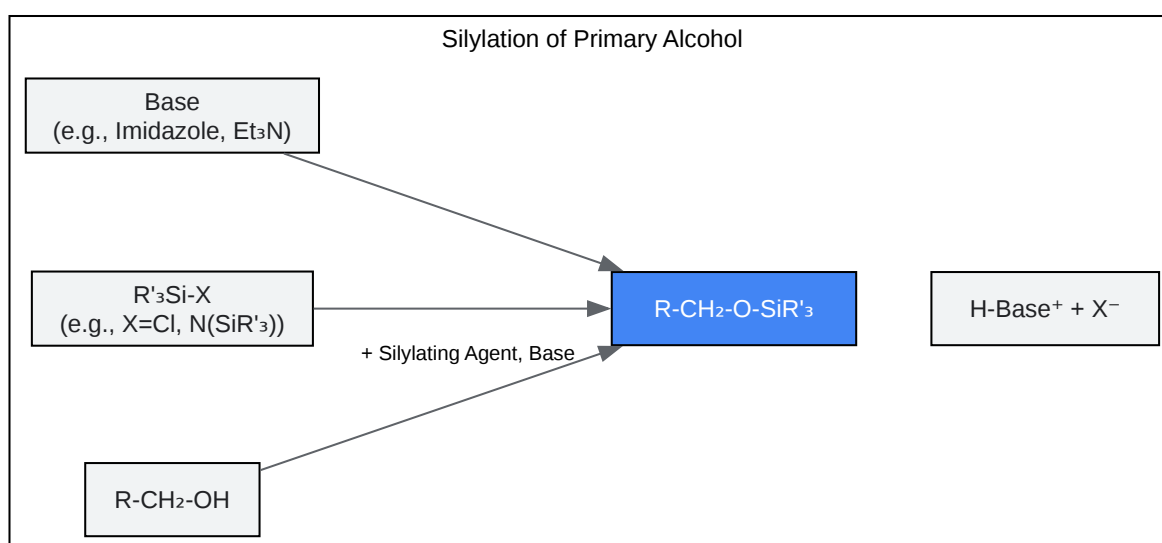 Silylation of Primary Alcohol
Base
(e.g., Imidazole, Et₃N)
R'₃Si-X
(e.g., X=Cl, N(SiR'₃))
+ Silylating Agent, Base
R-CH₂-OH
R-CH₂-O-SiR'₃
H-Base⁺ + X⁻